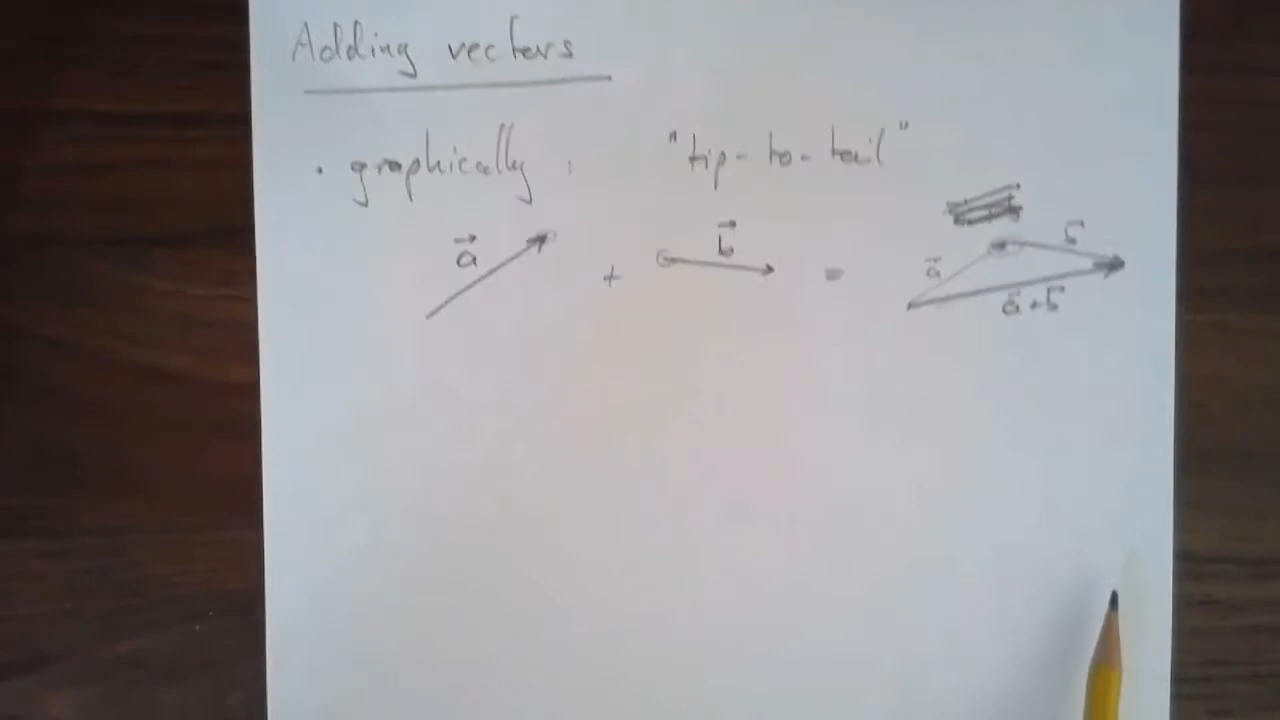 Adding vectors
• graphically : "tip-to-tail"
a⃗ + b⃗ = a⃗ b⃗
a⃗+b⃗